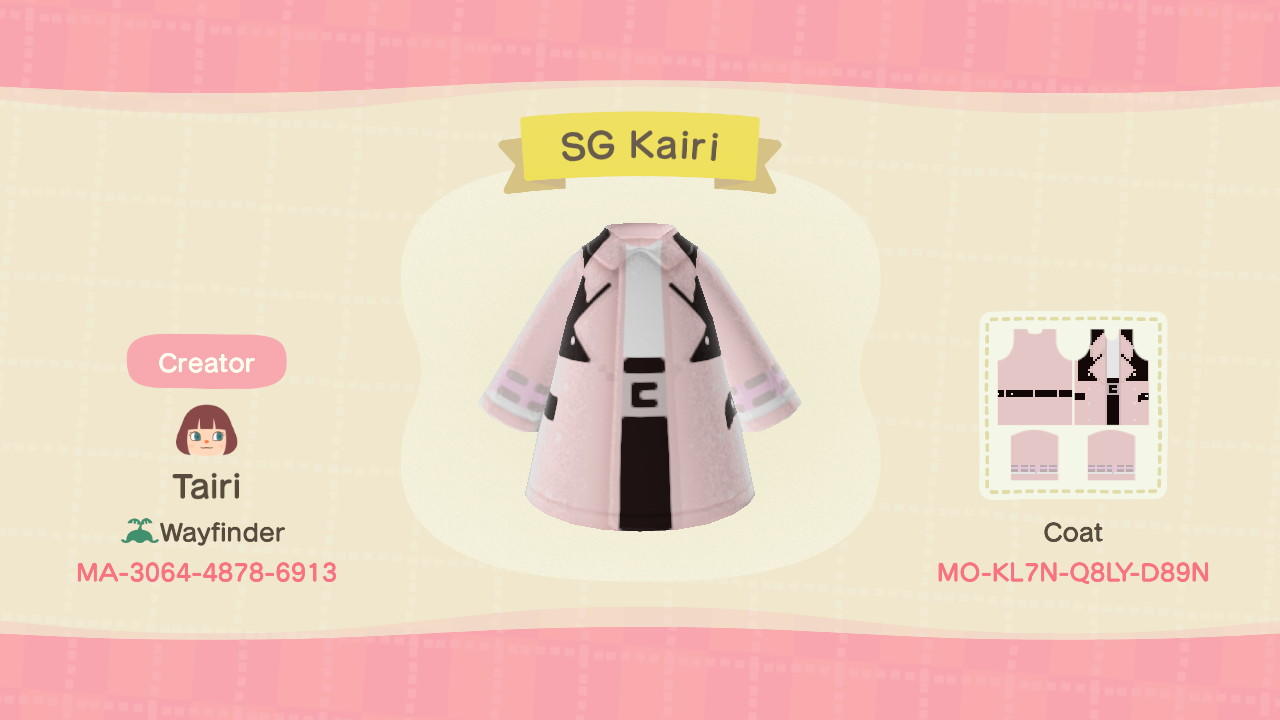 SG Kairi
Creator
Tairi
Wayfinder
MA-3064-4878-6913
Coat
MO-KL7N-Q8LY-D89N